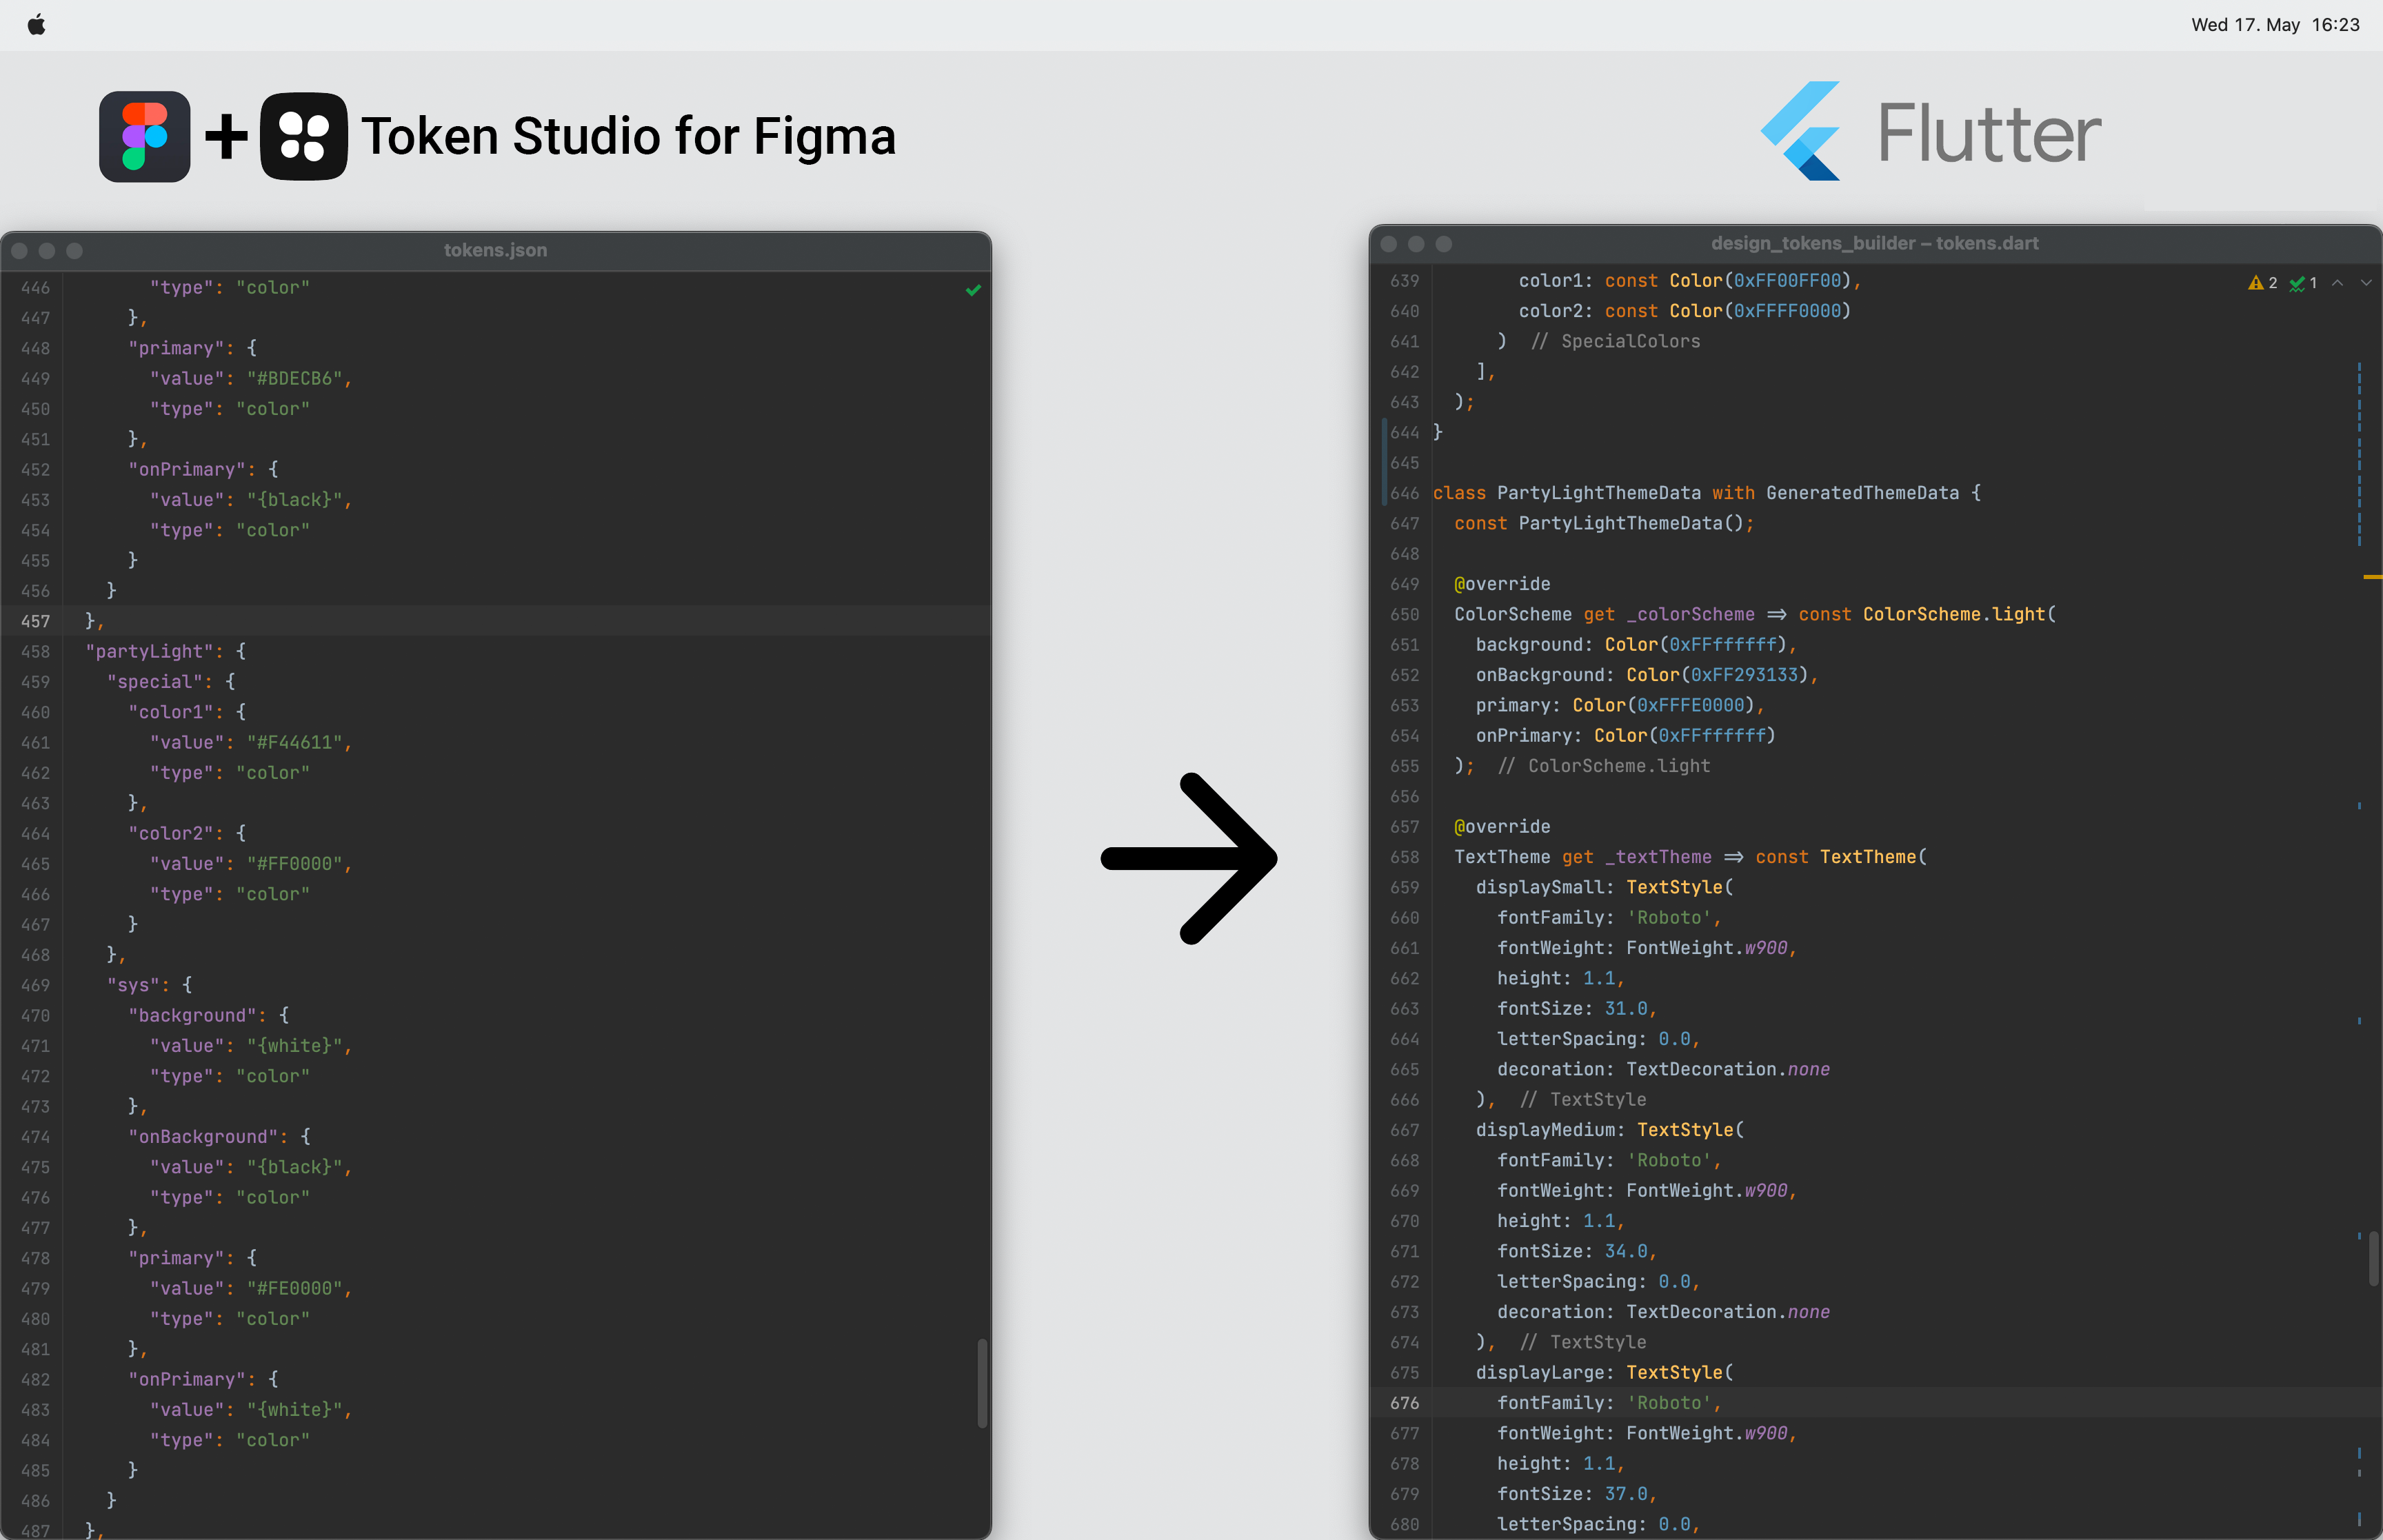 Wed 17. May 16:23
Token Studio for Figma
Flutter
tokens.json
446 "type": "color"
447 },
448 "primary": {
449 "value": "#BDECB6",
450 "type": "color"
451 },
452 "onPrimary": {
453 "value": "{black}",
454 "type": "color"
455 }
456 }
457 },
458 "partyLight": {
459 "special": {
460 "color1": {
461 "value": "#F44611",
462 "type": "color"
463 },
464 "color2": {
465 "value": "#FF0000",
466 "type": "color"
467 }
468 },
469 "sys": {
470 "background": {
471 "value": "{white}",
472 "type": "color"
473 },
474 "onBackground": {
475 "value": "{black}",
476 "type": "color"
477 },
478 "primary": {
479 "value": "#FE0000",
480 "type": "color"
481 },
482 "onPrimary": {
483 "value": "{white}",
484 "type": "color"
485 }
486 }
487 },
design_tokens_builder – tokens.dart
2 1
639 color1: const Color(0xFF00FF00),
640 color2: const Color(0xFFFF0000)
641 ) // SpecialColors
642 ],
643 );
644 }
645
646 class PartyLightThemeData with GeneratedThemeData {
647 const PartyLightThemeData();
648
649 @override
650 ColorScheme get _colorScheme => const ColorScheme.light(
651 background: Color(0xFFffffff),
652 onBackground: Color(0xFF293133),
653 primary: Color(0xFFFE0000),
654 onPrimary: Color(0xFFffffff)
655 ); // ColorScheme.light
656
657 @override
658 TextTheme get _textTheme => const TextTheme(
659 displaySmall: TextStyle(
660 fontFamily: 'Roboto',
661 fontWeight: FontWeight.w900,
662 height: 1.1,
663 fontSize: 31.0,
664 letterSpacing: 0.0,
665 decoration: TextDecoration.none
666 ), // TextStyle
667 displayMedium: TextStyle(
668 fontFamily: 'Roboto',
669 fontWeight: FontWeight.w900,
670 height: 1.1,
671 fontSize: 34.0,
672 letterSpacing: 0.0,
673 decoration: TextDecoration.none
674 ), // TextStyle
675 displayLarge: TextStyle(
676 fontFamily: 'Roboto',
677 fontWeight: FontWeight.w900,
678 height: 1.1,
679 fontSize: 37.0,
680 letterSpacing: 0.0,